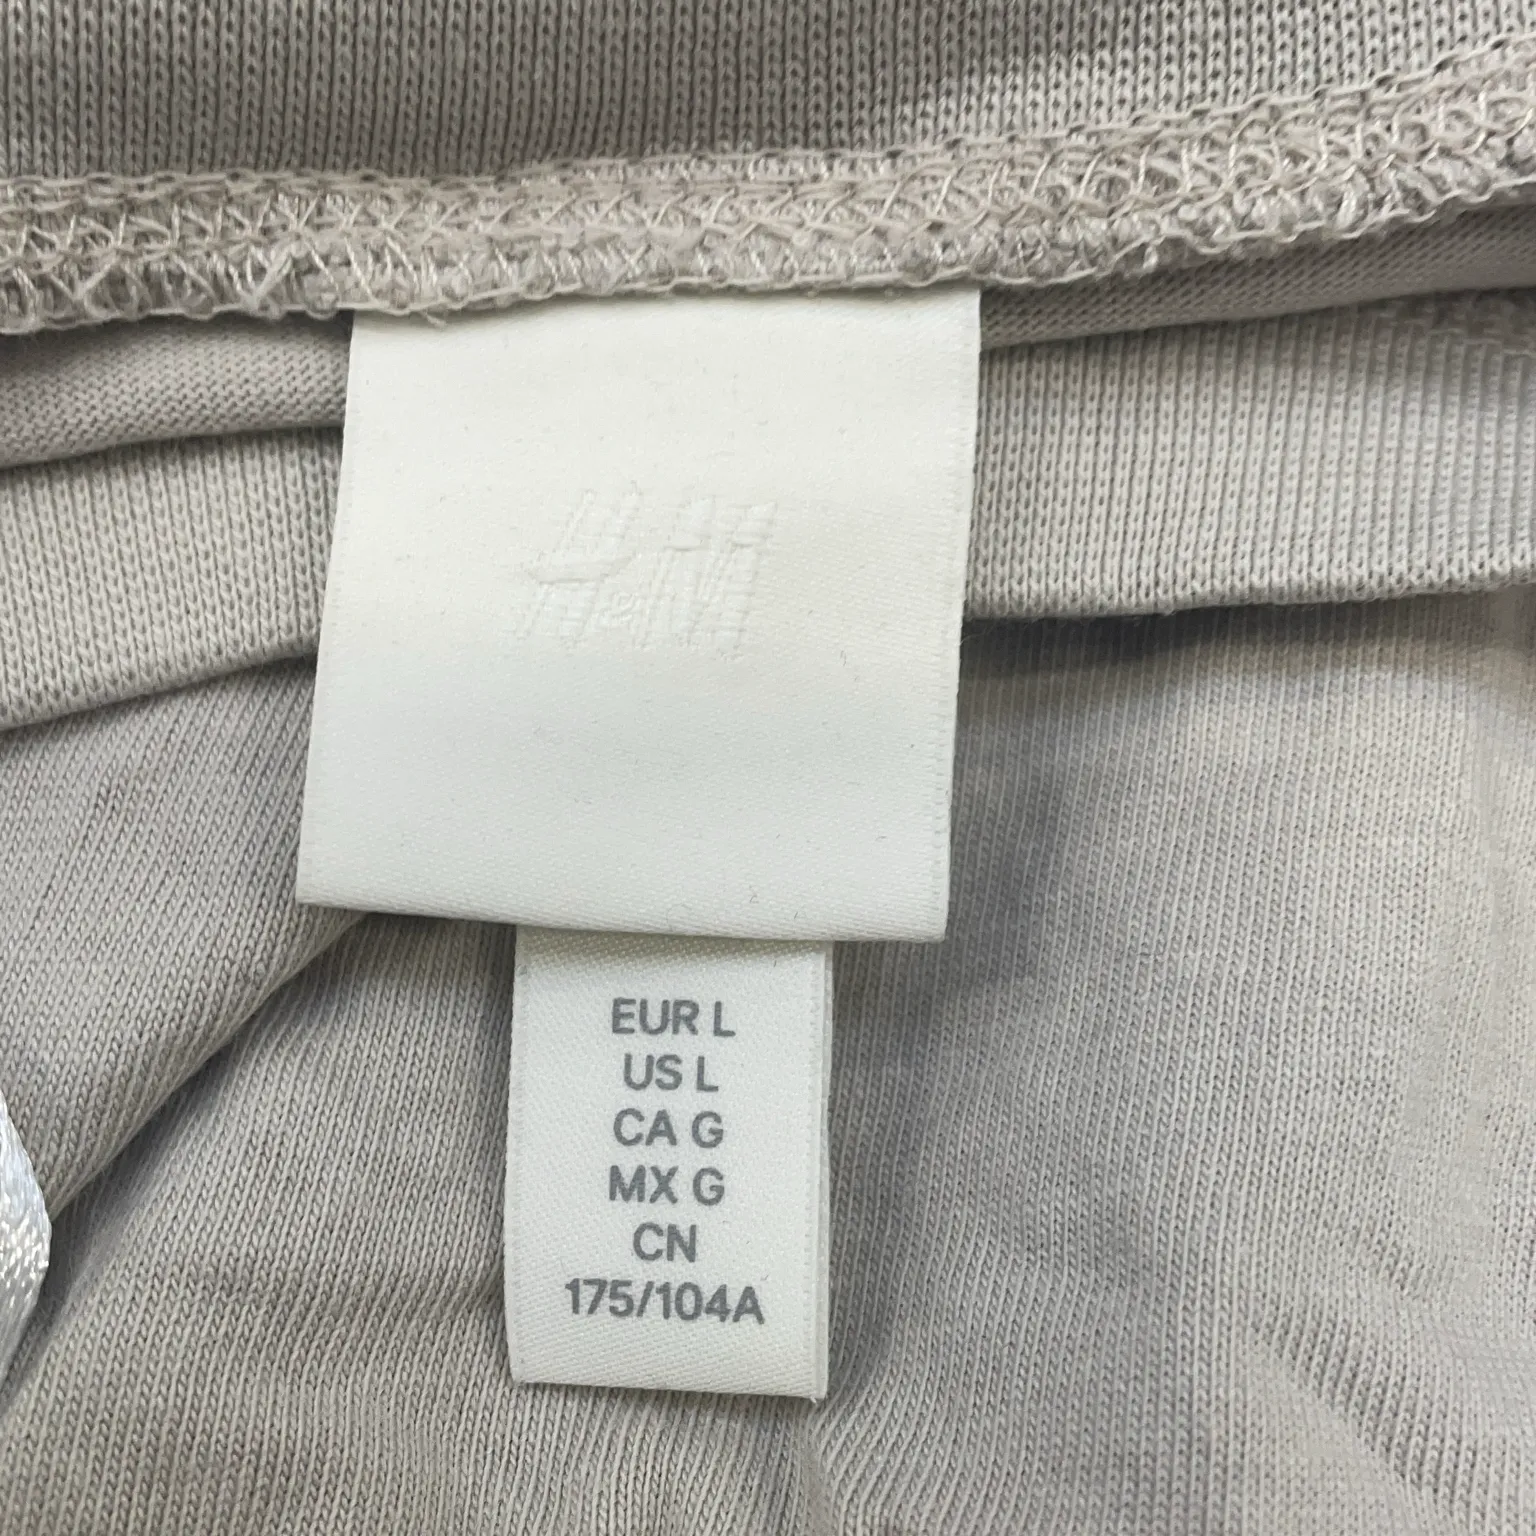 H&M
EUR L
US L
CA G
MX G
CN
175/104A